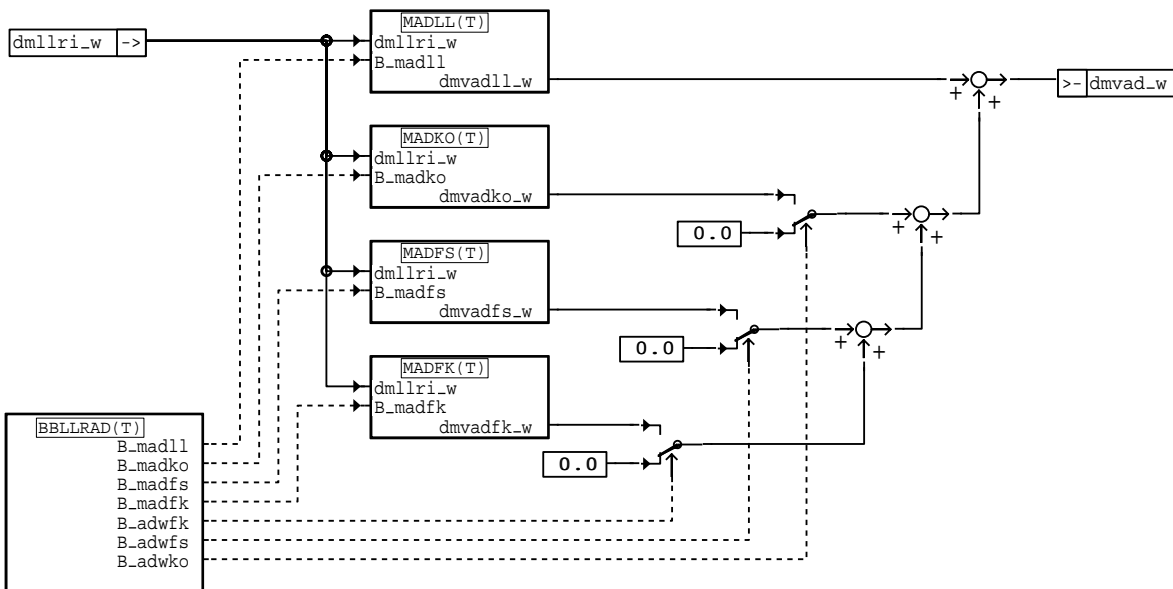 dmllri_w ->
MADLL(T)
dmllri_w
B_madll
dmvadll_w
>- dmvad_w
+
+
MADKO(T)
dmllri_w
B_madko
dmvadko_w
0.0
+
+
MADFS(T)
dmllri_w
B_madfs
dmvadfs_w
0.0
+
+
MADFK(T)
dmllri_w
B_madfk
dmvadfk_w
0.0
BBLLRAD(T)
B_madll
B_madko
B_madfs
B_madfk
B_adwfk
B_adwfs
B_adwko